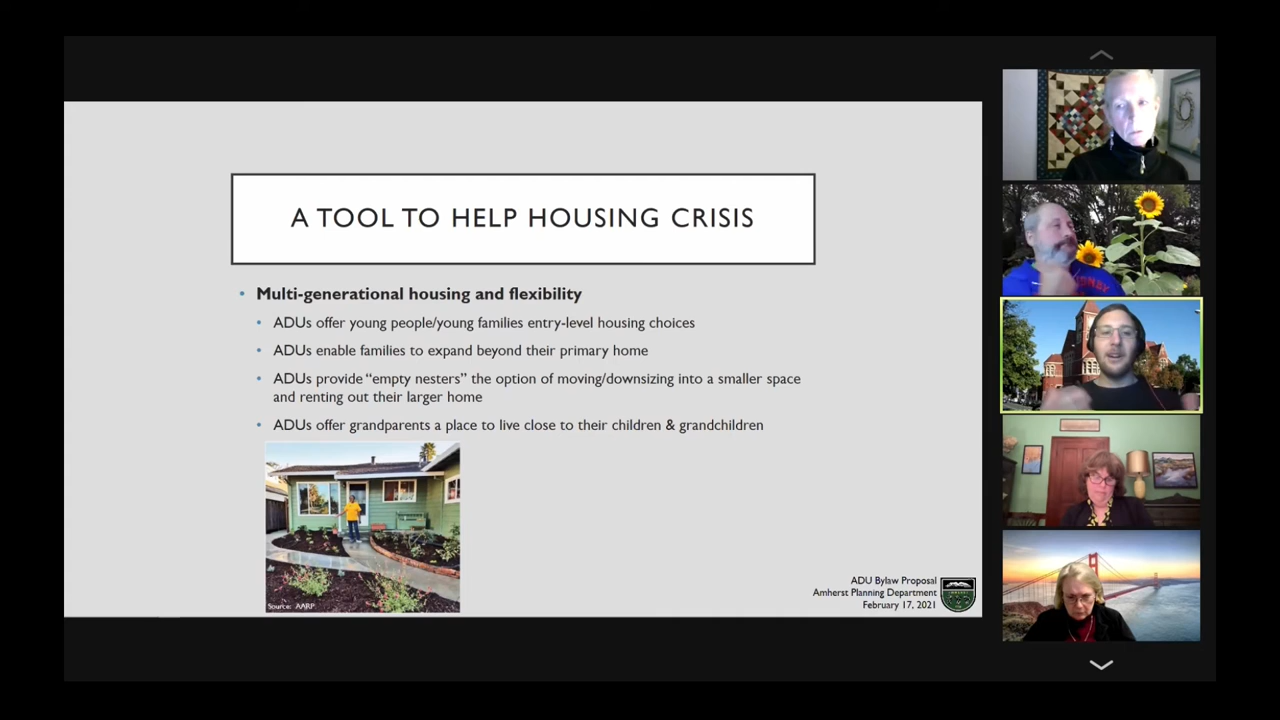 A TOOL TO HELP HOUSING CRISIS
• Multi-generational housing and flexibility
• ADUs offer young people/young families entry-level housing choices
• ADUs enable families to expand beyond their primary home
• ADUs provide “empty nesters” the option of moving/downsizing into a smaller space
and renting out their larger home
• ADUs offer grandparents a place to live close to their children & grandchildren
Source: AARP
ADU Bylaw Proposal
Amherst Planning Department
February 17, 2021